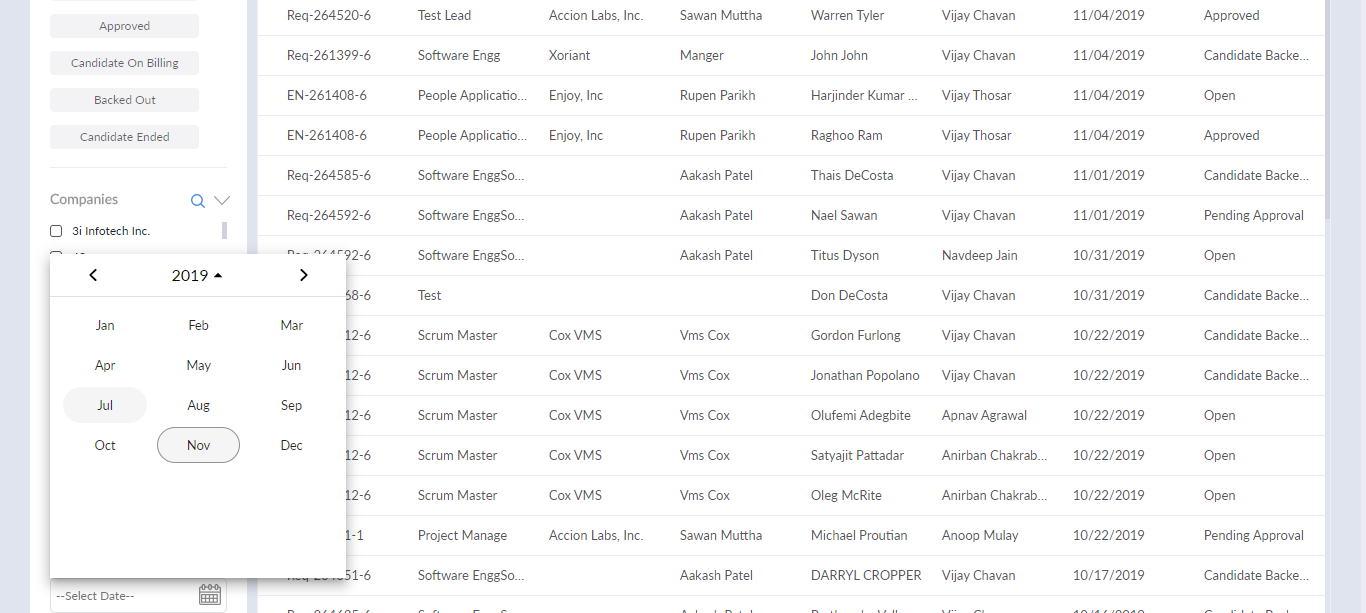 Approved
Candidate On Billing
Backed Out
Candidate Ended
Companies
3i Infotech Inc.
2019
Jan Feb Mar
Apr May Jun
Jul Aug Sep
Oct Nov Dec
--Select Date--
Req-264520-6 Test Lead Accion Labs, Inc. Sawan Muttha Warren Tyler Vijay Chavan 11/04/2019 Approved
Req-261399-6 Software Engg Xoriant Manger John John Vijay Chavan 11/04/2019 Candidate Backe...
EN-261408-6 People Applicatio... Enjoy, Inc Rupen Parikh Harjinder Kumar ... Vijay Thosar 11/04/2019 Open
EN-261408-6 People Applicatio... Enjoy, Inc Rupen Parikh Raghoo Ram Vijay Thosar 11/04/2019 Approved
Req-264585-6 Software EnggSo... Aakash Patel Thais DeCosta Vijay Chavan 11/01/2019 Candidate Backe...
Req-264592-6 Software EnggSo... Aakash Patel Nael Sawan Vijay Chavan 11/01/2019 Pending Approval
Req-264592-6 Software EnggSo... Aakash Patel Titus Dyson Navdeep Jain 10/31/2019 Open
68-6 Test Don DeCosta Vijay Chavan 10/31/2019 Candidate Backe...
12-6 Scrum Master Cox VMS Vms Cox Gordon Furlong Vijay Chavan 10/22/2019 Candidate Backe...
12-6 Scrum Master Cox VMS Vms Cox Jonathan Popolano Vijay Chavan 10/22/2019 Candidate Backe...
12-6 Scrum Master Cox VMS Vms Cox Olufemi Adegbite Apnav Agrawal 10/22/2019 Open
12-6 Scrum Master Cox VMS Vms Cox Satyajit Pattadar Anirban Chakrab... 10/22/2019 Open
12-6 Scrum Master Cox VMS Vms Cox Oleg McRite Anirban Chakrab... 10/22/2019 Open
1-1 Project Manage Accion Labs, Inc. Sawan Muttha Michael Proutian Anoop Mulay 10/22/2019 Pending Approval
Software EnggSo... Aakash Patel DARRYL CROPPER Vijay Chavan 10/17/2019 Candidate Backe...